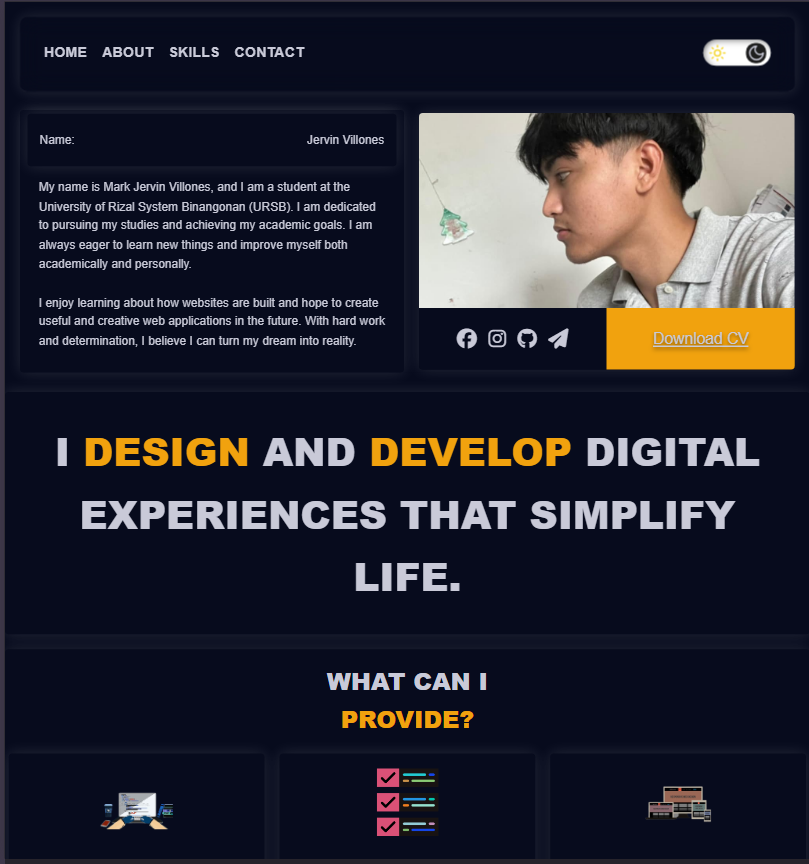 HOME ABOUT SKILLS CONTACT
Name: Jervin Villones
My name is Mark Jervin Villones, and I am a student at the
University of Rizal System Binangonan (URSB). I am dedicated
to pursuing my studies and achieving my academic goals. I am
always eager to learn new things and improve myself both
academically and personally.
I enjoy learning about how websites are built and hope to create
useful and creative web applications in the future. With hard work
and determination, I believe I can turn my dream into reality.
Download CV
I DESIGN AND DEVELOP DIGITAL
EXPERIENCES THAT SIMPLIFY
LIFE.
WHAT CAN I
PROVIDE?